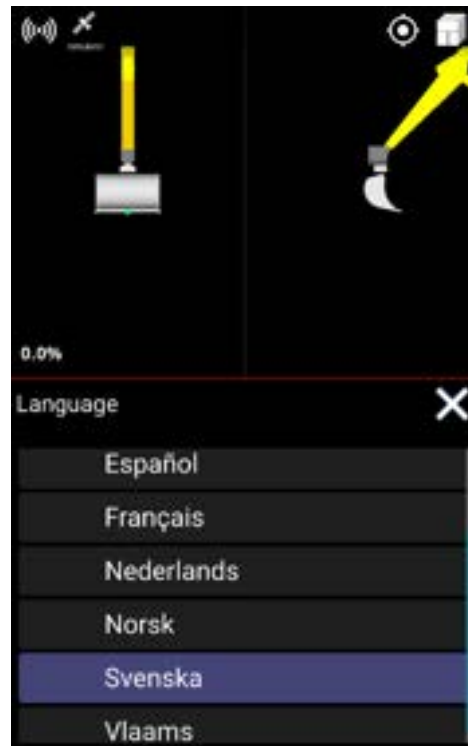 0.0%
Language
Español
Français
Nederlands
Norsk
Svenska
Vlaams